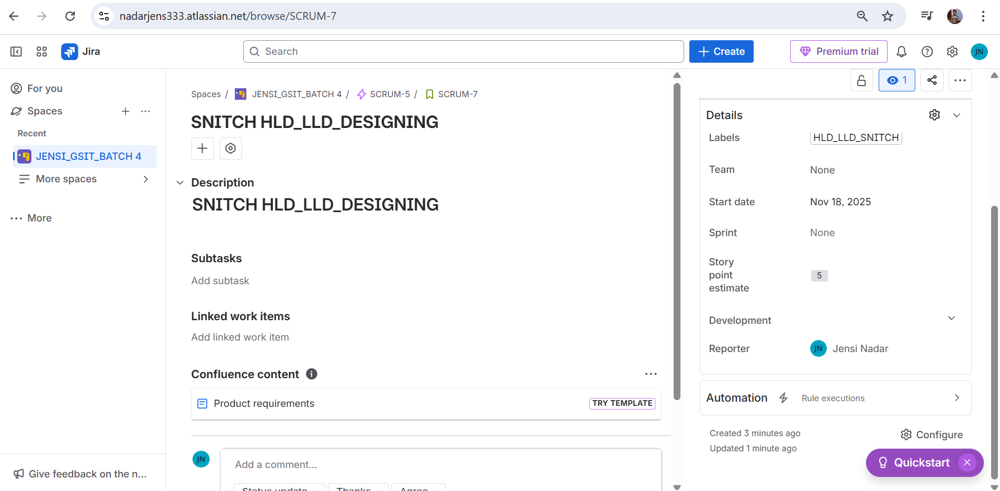 nadarjens333.atlassian.net/browse/SCRUM-7
Jira
Search
Create
Premium trial
JN
For you
Spaces
Recent
JENSI_GSIT_BATCH 4
More spaces
More
Give feedback on the n...
Spaces / JENSI_GSIT_BATCH 4 / SCRUM-5 / SCRUM-7
SNITCH HLD_LLD_DESIGNING
Description
SNITCH HLD_LLD_DESIGNING
Subtasks
Add subtask
Linked work items
Add linked work item
Confluence content
Product requirements
TRY TEMPLATE
JN
Add a comment...
Status update...
Thanks...
Agree...
1
Details
Labels
HLD_LLD_SNITCH
Team
None
Start date
Nov 18, 2025
Sprint
None
Story
point
estimate
5
Development
Reporter
JN Jensi Nadar
Automation
Rule executions
Created 3 minutes ago
Updated 1 minute ago
Configure
Quickstart